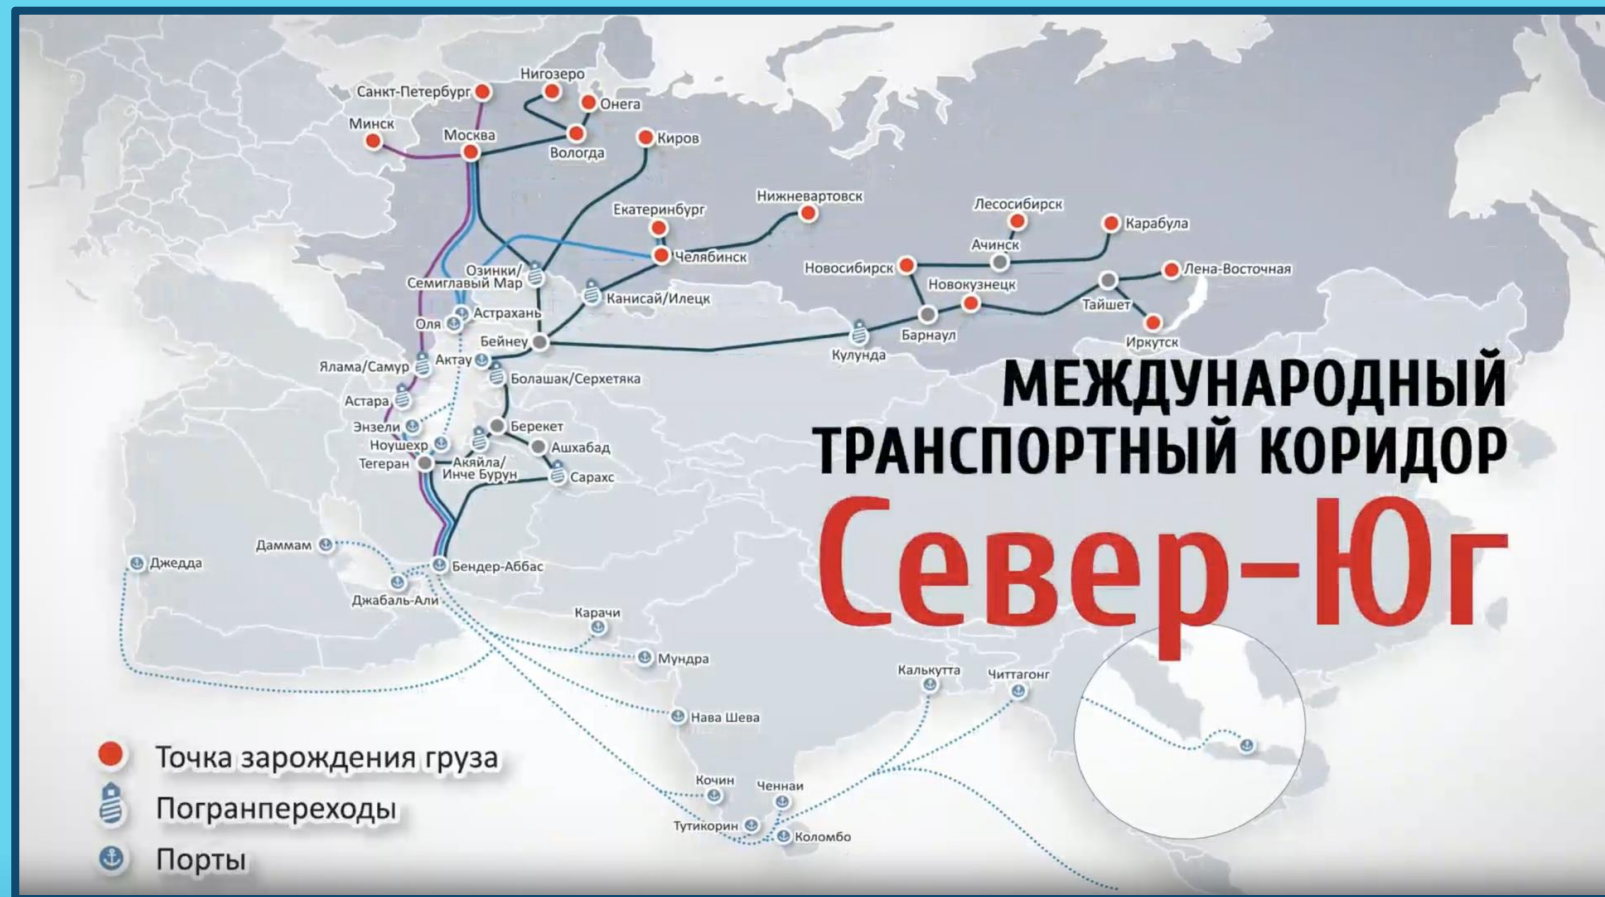 Нигозеро
Санкт-Петербург
Онега
Минск
Москва
Вологда
Киров
Нижневартовск
Екатеринбург
Лесосибирск
Карабула
Ачинск
Челябинск
Новосибирск
Лена-Восточная
Озинки/
Семиглавый Мар
Новокузнецк
Канисай/Илецк
Тайшет
Астрахань
Оля
Барнаул
Бейнеу
Иркутск
Кулунда
Ялама/Самур
Актау
Болашак/Серхетяка
Астара
Энзели
Берекет
Ноушехр
Ашхабад
Тегеран
Акяйла/
Инче Бурун
Сарахс
МЕЖДУНАРОДНЫЙ
ТРАНСПОРТНЫЙ КОРИДОР
Север–Юг
Даммам
Джедда
Бендер-Аббас
Джабаль-Али
Карачи
Мундра
Калькутта
Читтагонг
Нава Шева
Кочин
Ченнаи
Тутикорин
Коломбо
Точка зарождения груза
Погранпереходы
Порты